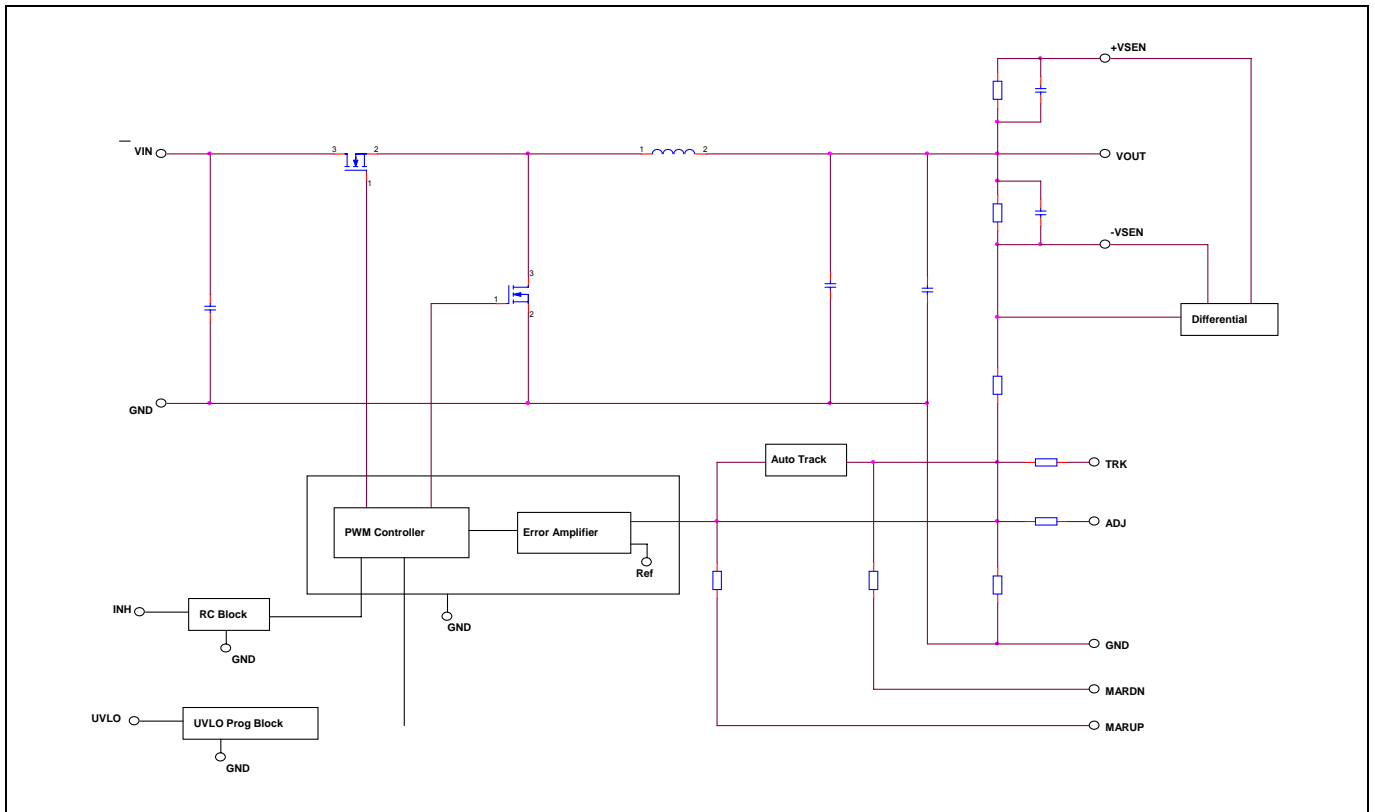 +VSEN
VIN
3
2
1
1
2
VOUT
-VSEN
3
1
2
Differential
GND
Auto Track
TRK
PWM Controller
Error Amplifier
ADJ
Ref
INH
RC Block
GND
GND
GND
MARDN
UVLO
UVLO Prog Block
MARUP
GND